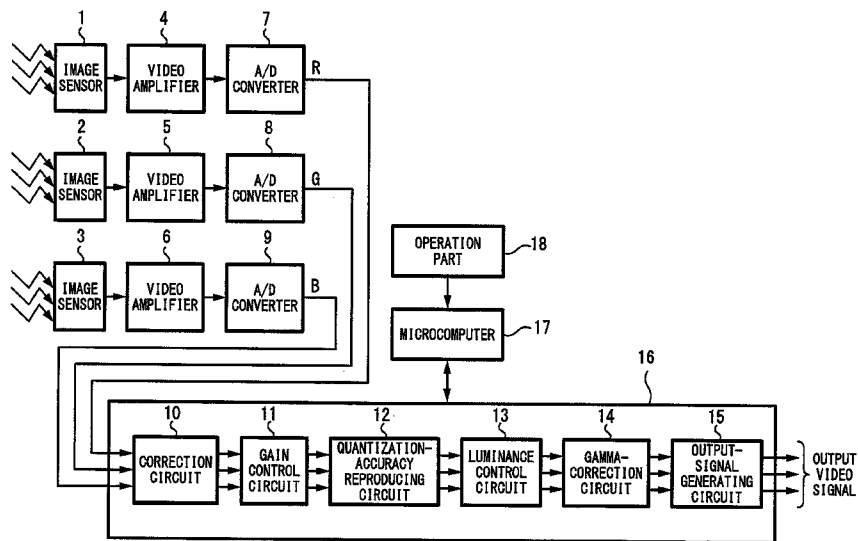 1
4
7
IMAGE
SENSOR
VIDEO
AMPLIFIER
A/D
CONVERTER
R
2
5
8
IMAGE
SENSOR
VIDEO
AMPLIFIER
A/D
CONVERTER
G
3
6
9
IMAGE
SENSOR
VIDEO
AMPLIFIER
A/D
CONVERTER
B
OPERATION
PART
18
MICROCOMPUTER
17
16
10
11
12
13
14
15
CORRECTION
CIRCUIT
GAIN
CONTROL
CIRCUIT
QUANTIZATION-
ACCURACY
REPRODUCING
CIRCUIT
LUMINANCE
CONTROL
CIRCUIT
GAMMA-
CORRECTION
CIRCUIT
OUTPUT-
SIGNAL
GENERATING
CIRCUIT
OUTPUT
VIDEO
SIGNAL